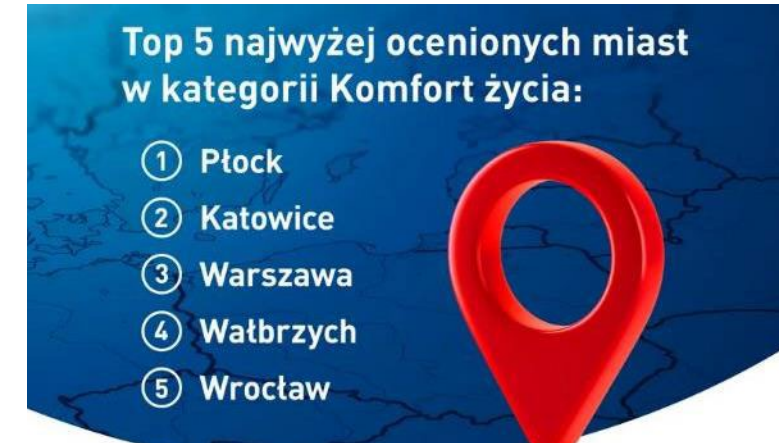 Top 5 najwyżej ocenionych miast
w kategorii Komfort życia:
1 Płock
2 Katowice
3 Warszawa
4 Wałbrzych
5 Wrocław